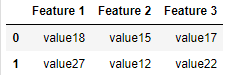 Feature 1 Feature 2 Feature 3
0 value18 value15 value17
1 value27 value12 value22